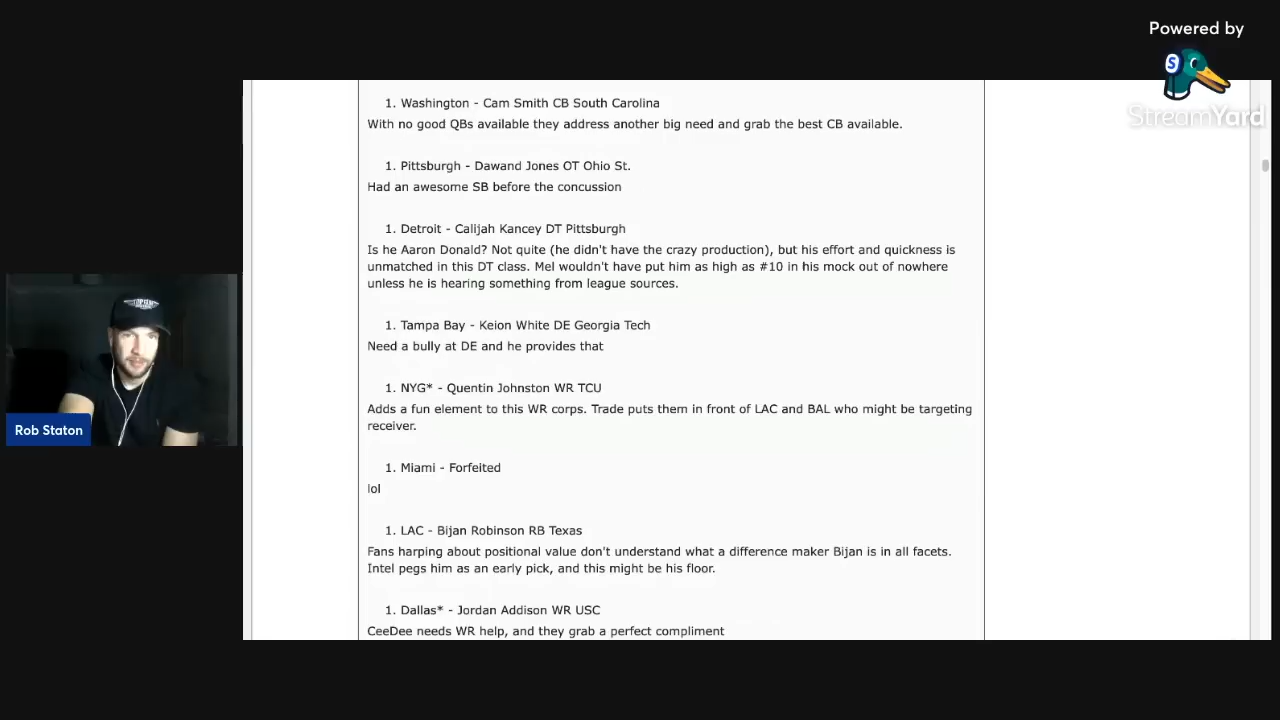 Powered by
S
StreamYard
1. Washington - Cam Smith CB South Carolina
With no good QBs available they address another big need and grab the best CB available.
1. Pittsburgh - Dawand Jones OT Ohio St.
Had an awesome SB before the concussion
1. Detroit - Calijah Kancey DT Pittsburgh
Is he Aaron Donald? Not quite (he didn't have the crazy production), but his effort and quickness is
unmatched in this DT class. Mel wouldn't have put him as high as #10 in his mock out of nowhere
unless he is hearing something from league sources.
1. Tampa Bay - Keion White DE Georgia Tech
Need a bully at DE and he provides that
1. NYG* - Quentin Johnston WR TCU
Adds a fun element to this WR corps. Trade puts them in front of LAC and BAL who might be targeting
receiver.
1. Miami - Forfeited
lol
1. LAC - Bijan Robinson RB Texas
Fans harping about positional value don't understand what a difference maker Bijan is in all facets.
Intel pegs him as an early pick, and this might be his floor.
1. Dallas* - Jordan Addison WR USC
CeeDee needs WR help, and they grab a perfect compliment
Rob Staton